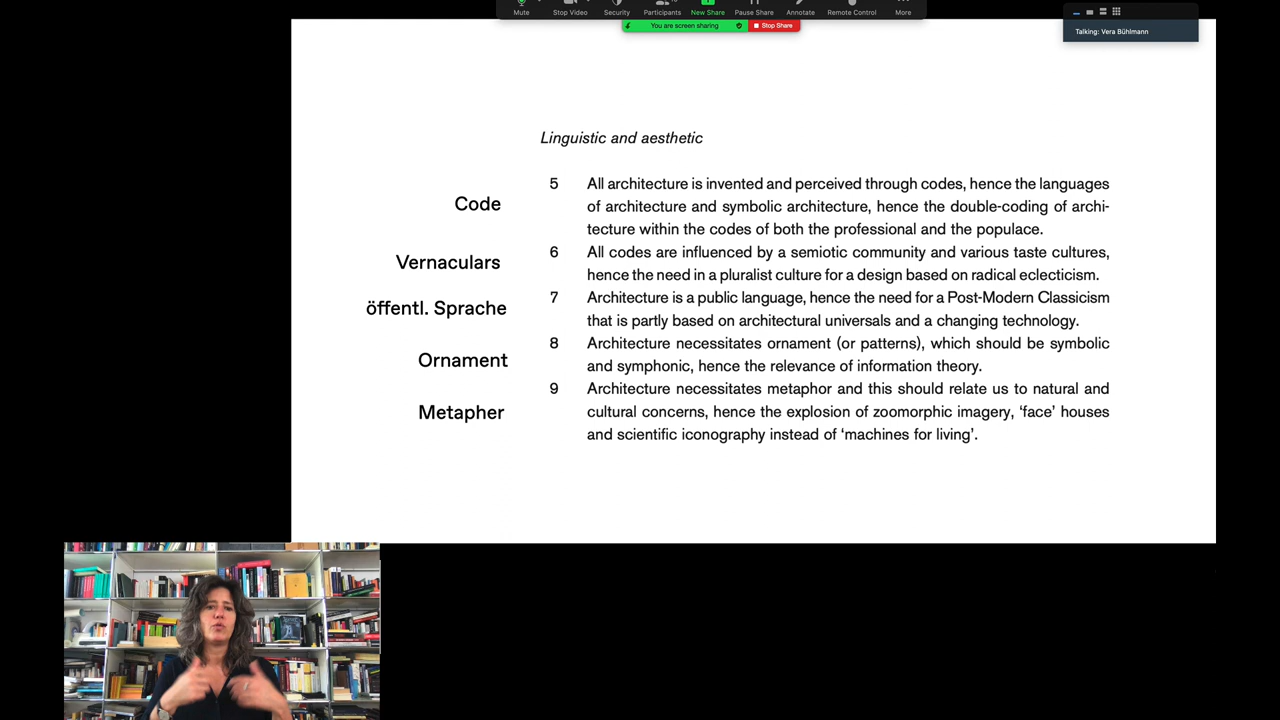 Mute
Stop Video
Security
Participants
New Share
Pause Share
Annotate
Remote Control
More
You are screen sharing
Stop Share
Talking: Vera Bühlmann
Linguistic and aesthetic
Code
5 All architecture is invented and perceived through codes, hence the languages
of architecture and symbolic architecture, hence the double-coding of archi-
tecture within the codes of both the professional and the populace.
Vernaculars
6 All codes are influenced by a semiotic community and various taste cultures,
hence the need in a pluralist culture for a design based on radical eclecticism.
öffentl. Sprache
7 Architecture is a public language, hence the need for a Post-Modern Classicism
that is partly based on architectural universals and a changing technology.
Ornament
8 Architecture necessitates ornament (or patterns), which should be symbolic
and symphonic, hence the relevance of information theory.
Metapher
9 Architecture necessitates metaphor and this should relate us to natural and
cultural concerns, hence the explosion of zoomorphic imagery, ‘face’ houses
and scientific iconography instead of ‘machines for living’.